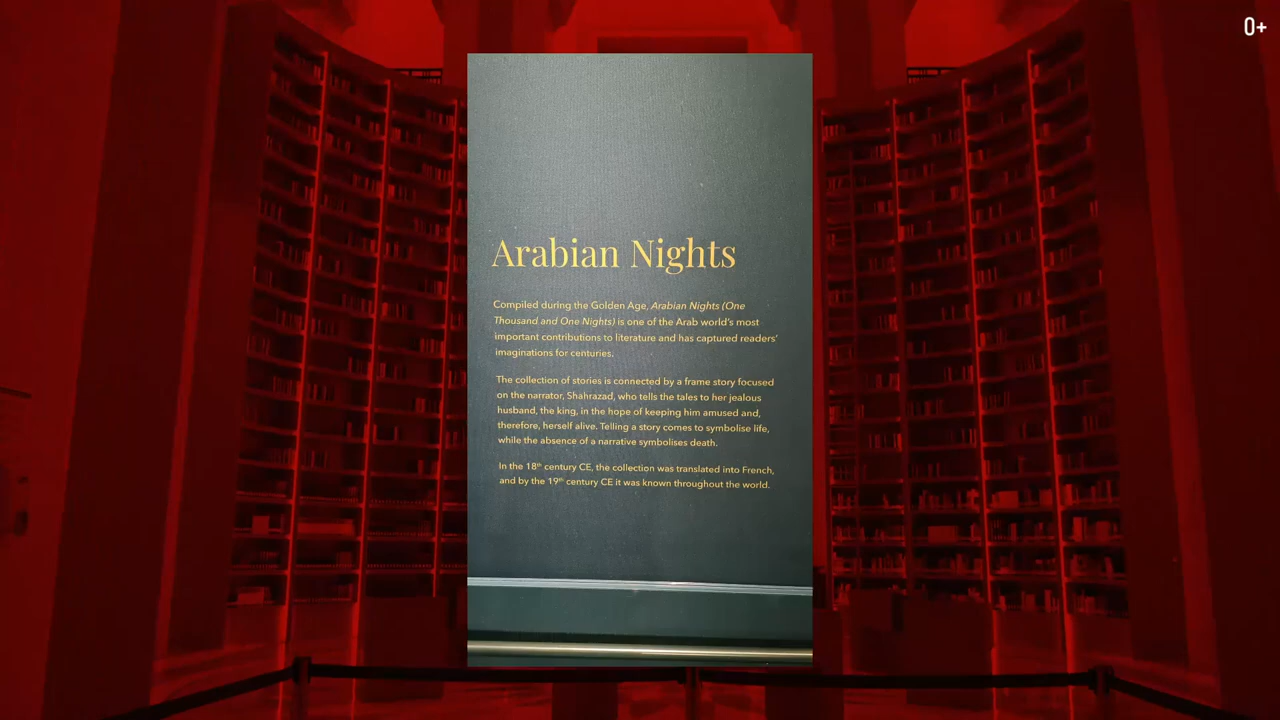 0+
Arabian Nights
Compiled during the Golden Age, Arabian Nights (One
Thousand and One Nights) is one of the Arab world's most
important contributions to literature and has captured readers'
imaginations for centuries.
The collection of stories is connected by a frame story focused
on the narrator, Shahrazad, who tells the tales to her jealous
husband, the king, in the hope of keeping him amused and,
therefore, herself alive. Telling a story comes to symbolise life,
while the absence of a narrative symbolises death.
In the 18th century CE, the collection was translated into French,
and by the 19th century CE it was known throughout the world.